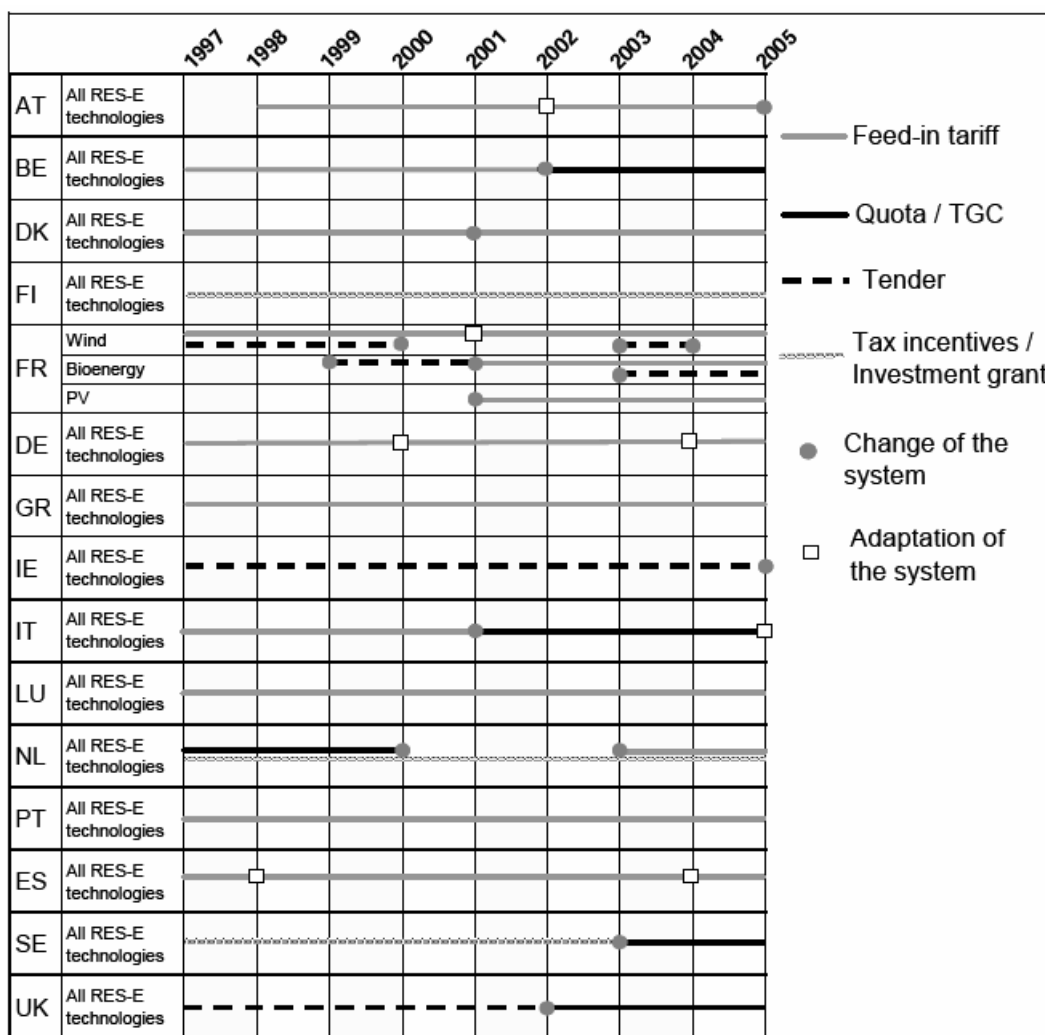 1997 1998 1999 2000 2001 2002 2003 2004 2005
AT All RES-E
technologies
BE All RES-E
technologies
DK All RES-E
technologies
FI All RES-E
technologies
FR Wind
Bioenergy
PV
DE All RES-E
technologies
GR All RES-E
technologies
IE All RES-E
technologies
IT All RES-E
technologies
LU All RES-E
technologies
NL All RES-E
technologies
PT All RES-E
technologies
ES All RES-E
technologies
SE All RES-E
technologies
UK All RES-E
technologies
Feed-in tariff
Quota / TGC
Tender
Tax incentives /
Investment grant
Change of the
system
Adaptation of
the system